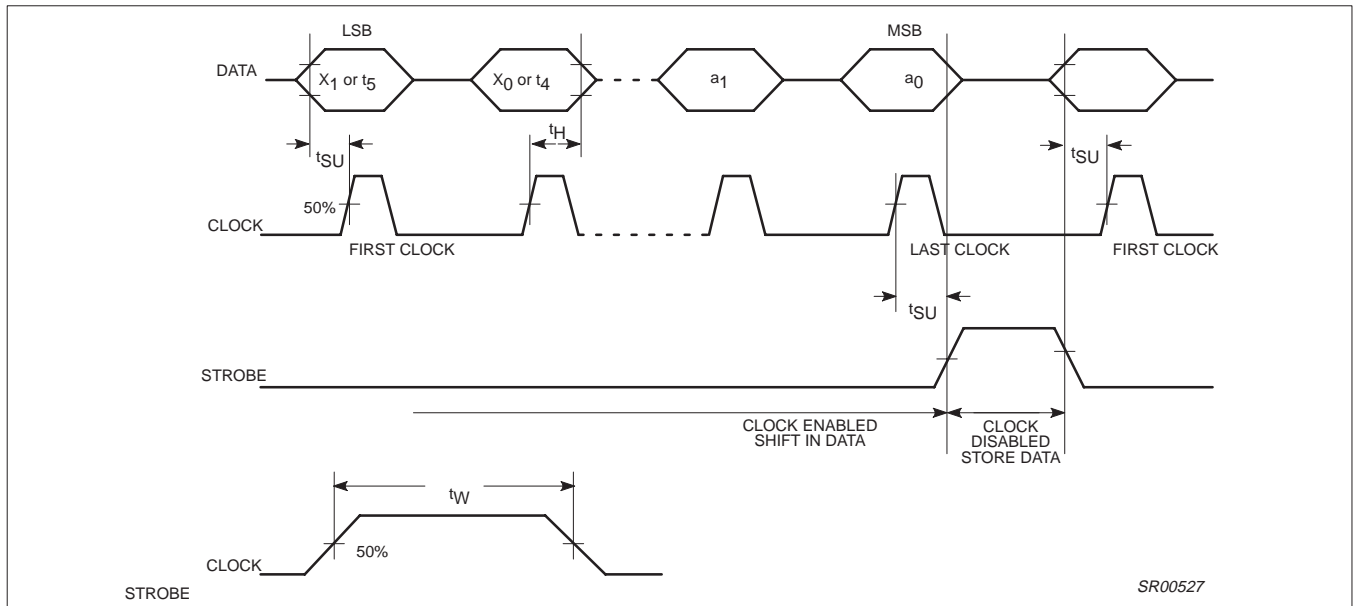 LSB MSB
DATA X1 or t5 X0 or t4 a1 a0
tH
tSU tSU
50%
CLOCK
FIRST CLOCK LAST CLOCK FIRST CLOCK
tSU
STROBE
CLOCK ENABLED
SHIFT IN DATA
CLOCK
DISABLED
STORE DATA
tW
50%
CLOCK
STROBE
SR00527